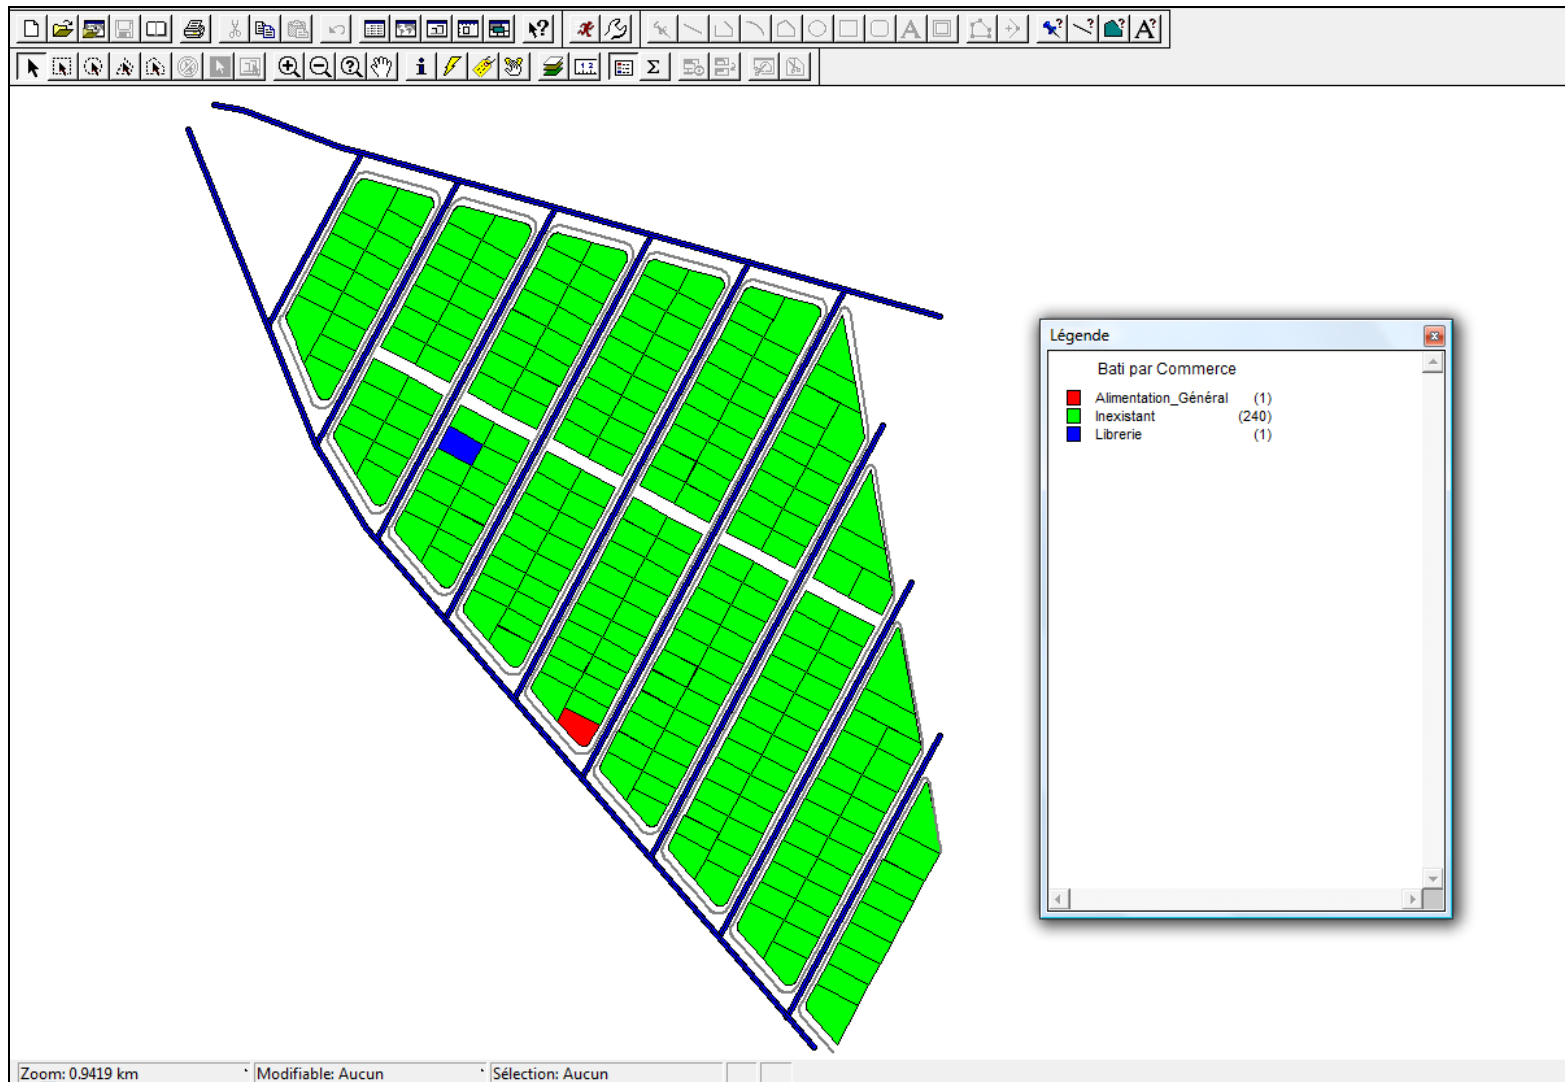 Légende
Bati par Commerce
Alimentation_Général (1)
Inexistant (240)
Librerie (1)
Zoom: 0.9419 km Modifiable: Aucun Sélection: Aucun